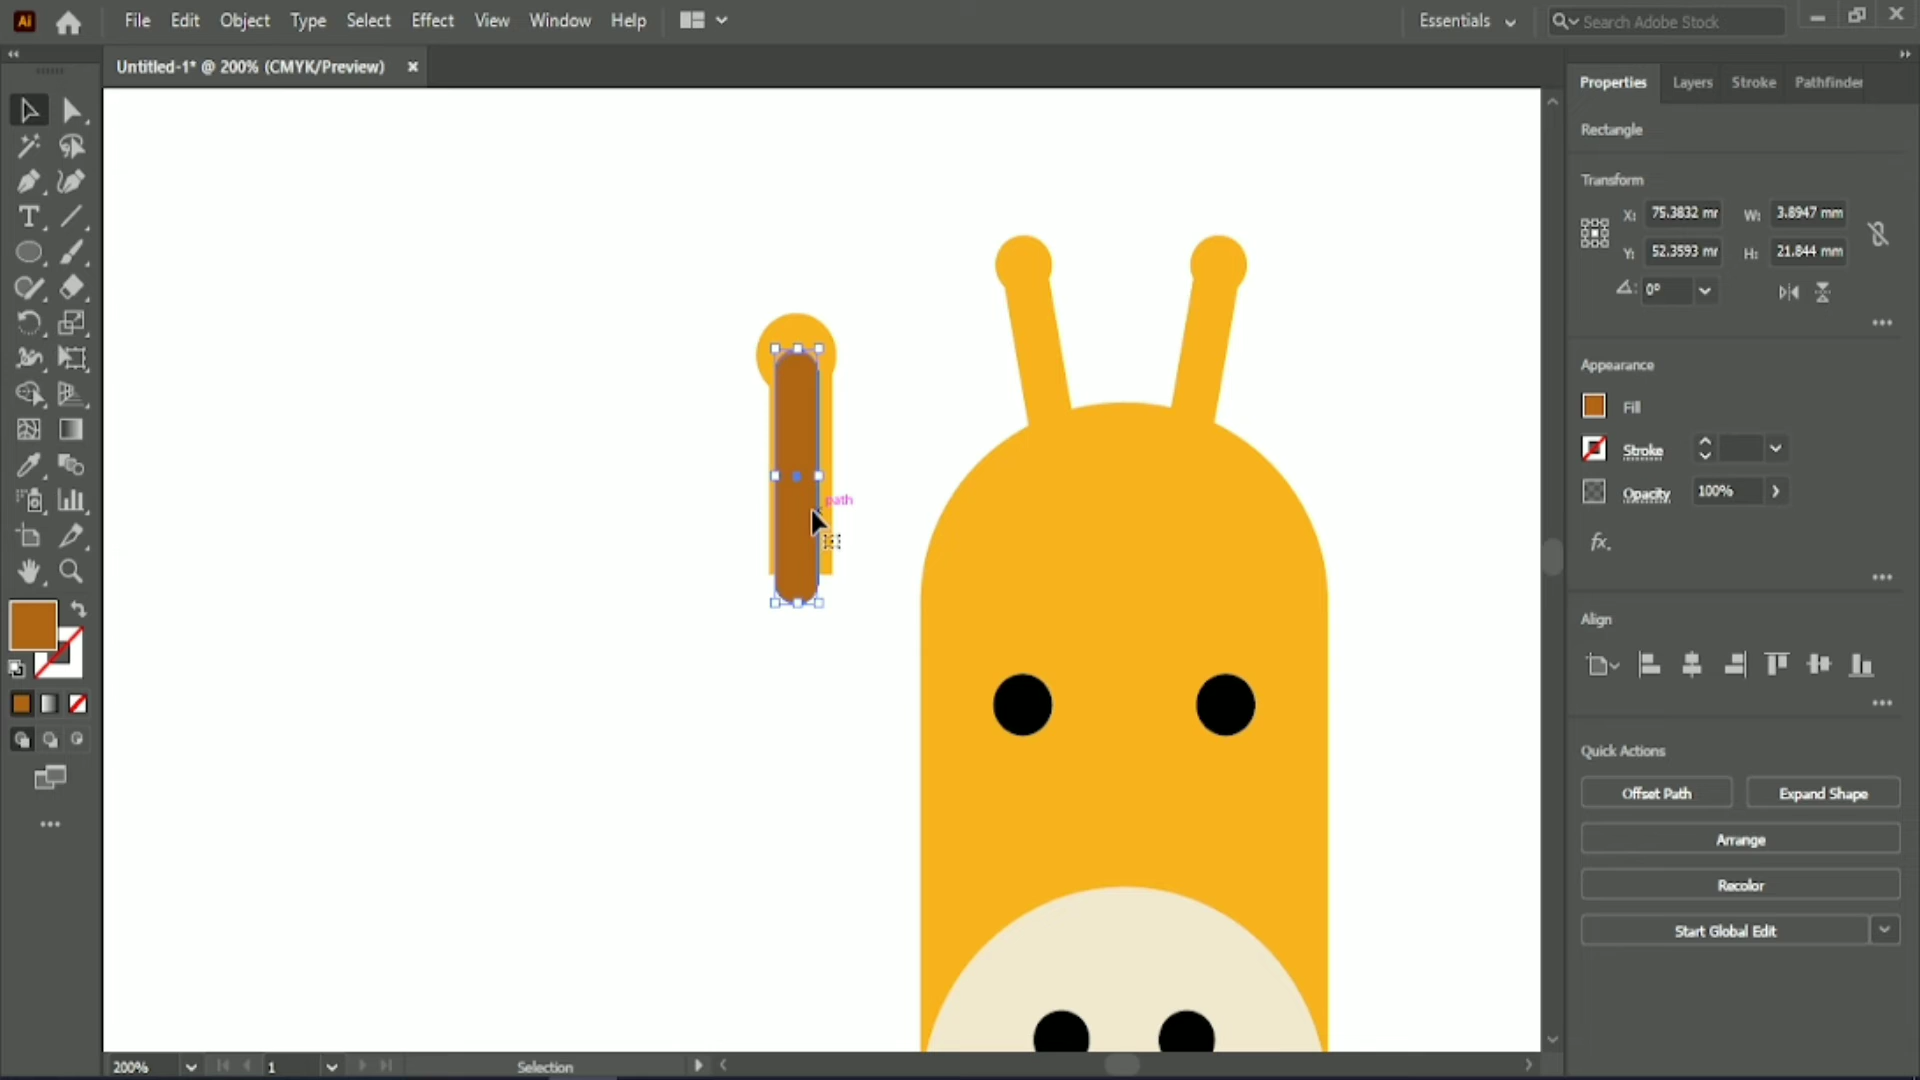 Ai File Edit Object Type Select Effect View Window Help Essentials Search Adobe Stock
Untitled-1* @ 200% (CMYK/Preview) ×
Properties Layers Stroke Pathfinder
Rectangle
Transform
X: 75.3832 mr W: 3.8947 mm
Y: 52.3593 mr H: 21.844 mm
0°
Appearance
Fill
Stroke
Opacity 100%
fx.
path
Align
Quick Actions
Offset Path Expand Shape
Arrange
Recolor
Start Global Edit
200% 1 Selection